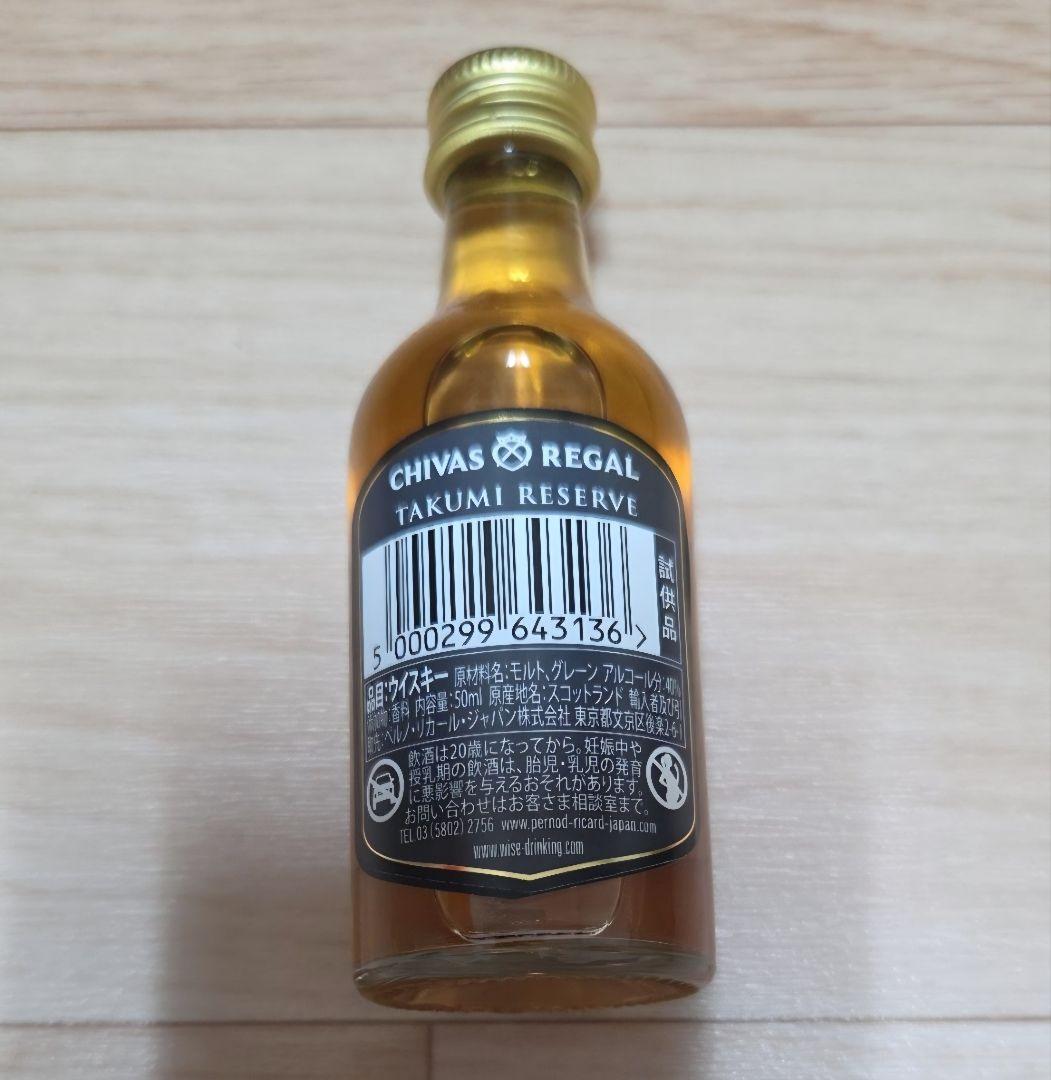 CHIVAS REGAL
TAKUMI RESERVE
試供品
5 000299 643136 >
品目:ウイスキー 原材料名:モルト、グレーン アルコール分:40%
香料 内容量:50ml 原産地名:スコットランド 輸入者及び引
取先:ペルノ・リカール・ジャパン株式会社 東京都文京区後楽2-6-1
飲酒は20歳になってから。妊娠中や
授乳期の飲酒は、胎児・乳児の発育
に悪影響を与えるおそれがあります。
お問い合わせはお客さま相談室まで。
TEL 03 (5802) 2756 www.pernod-ricard-japan.com
www.wise-drinking.com